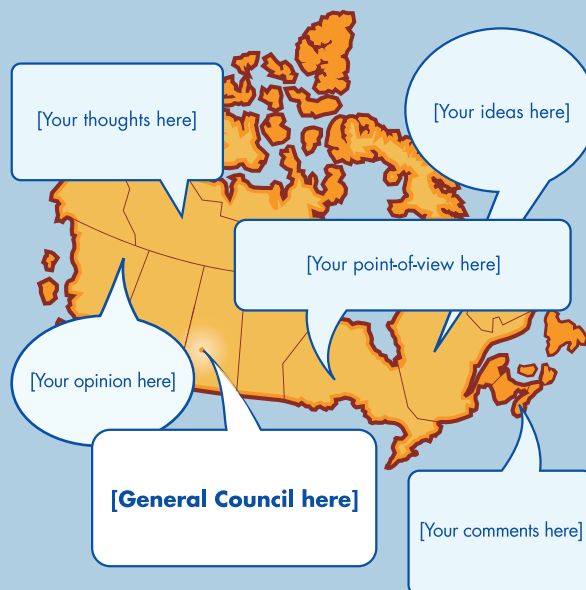 [Your thoughts here]
[Your ideas here]
[Your point-of-view here]
[Your opinion here]
[General Council here]
[Your comments here]